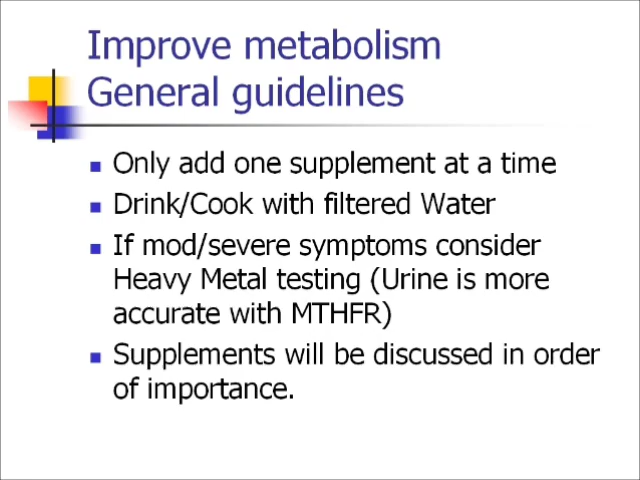 Improve metabolism
General guidelines
Only add one supplement at a time
Drink/Cook with filtered Water
If mod/severe symptoms consider
Heavy Metal testing (Urine is more
accurate with MTHFR)
Supplements will be discussed in order
of importance.